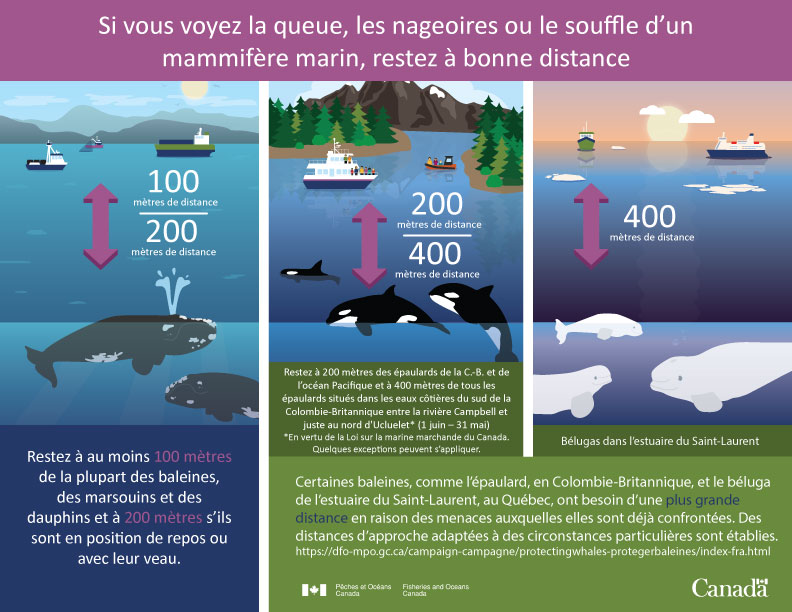 Si vous voyez la queue, les nageoires ou le souffle d’un
mammifère marin, restez à bonne distance
100
mètres de distance
200
mètres de distance
Restez à au moins 100 mètres
de la plupart des baleines,
des marsouins et des
dauphins et à 200 mètres s’ils
sont en position de repos ou
avec leur veau.
200
mètres de distance
400
mètres de distance
Restez à 200 mètres des épaulards de la C.-B. et de
l’océan Pacifique et à 400 mètres de tous les
épaulards situés dans les eaux côtières du sud de la
Colombie-Britannique entre la rivière Campbell et
juste au nord d'Ucluelet* (1 juin – 31 mai)
*En vertu de la Loi sur la marine marchande du Canada.
Quelques exceptions peuvent s’appliquer.
400
mètres de distance
Bélugas dans l’estuaire du Saint-Laurent
Certaines baleines, comme l’épaulard, en Colombie-Britannique, et le béluga
de l’estuaire du Saint-Laurent, au Québec, ont besoin d’une plus grande
distance en raison des menaces auxquelles elles sont déjà confrontées. Des
distances d’approche adaptées à des circonstances particulières sont établies.
https://dfo-mpo.gc.ca/campaign-campagne/protectingwhales-protegerbaleines/index-fra.html
Pêches et Océans
Canada
Fisheries and Oceans
Canada
Canada